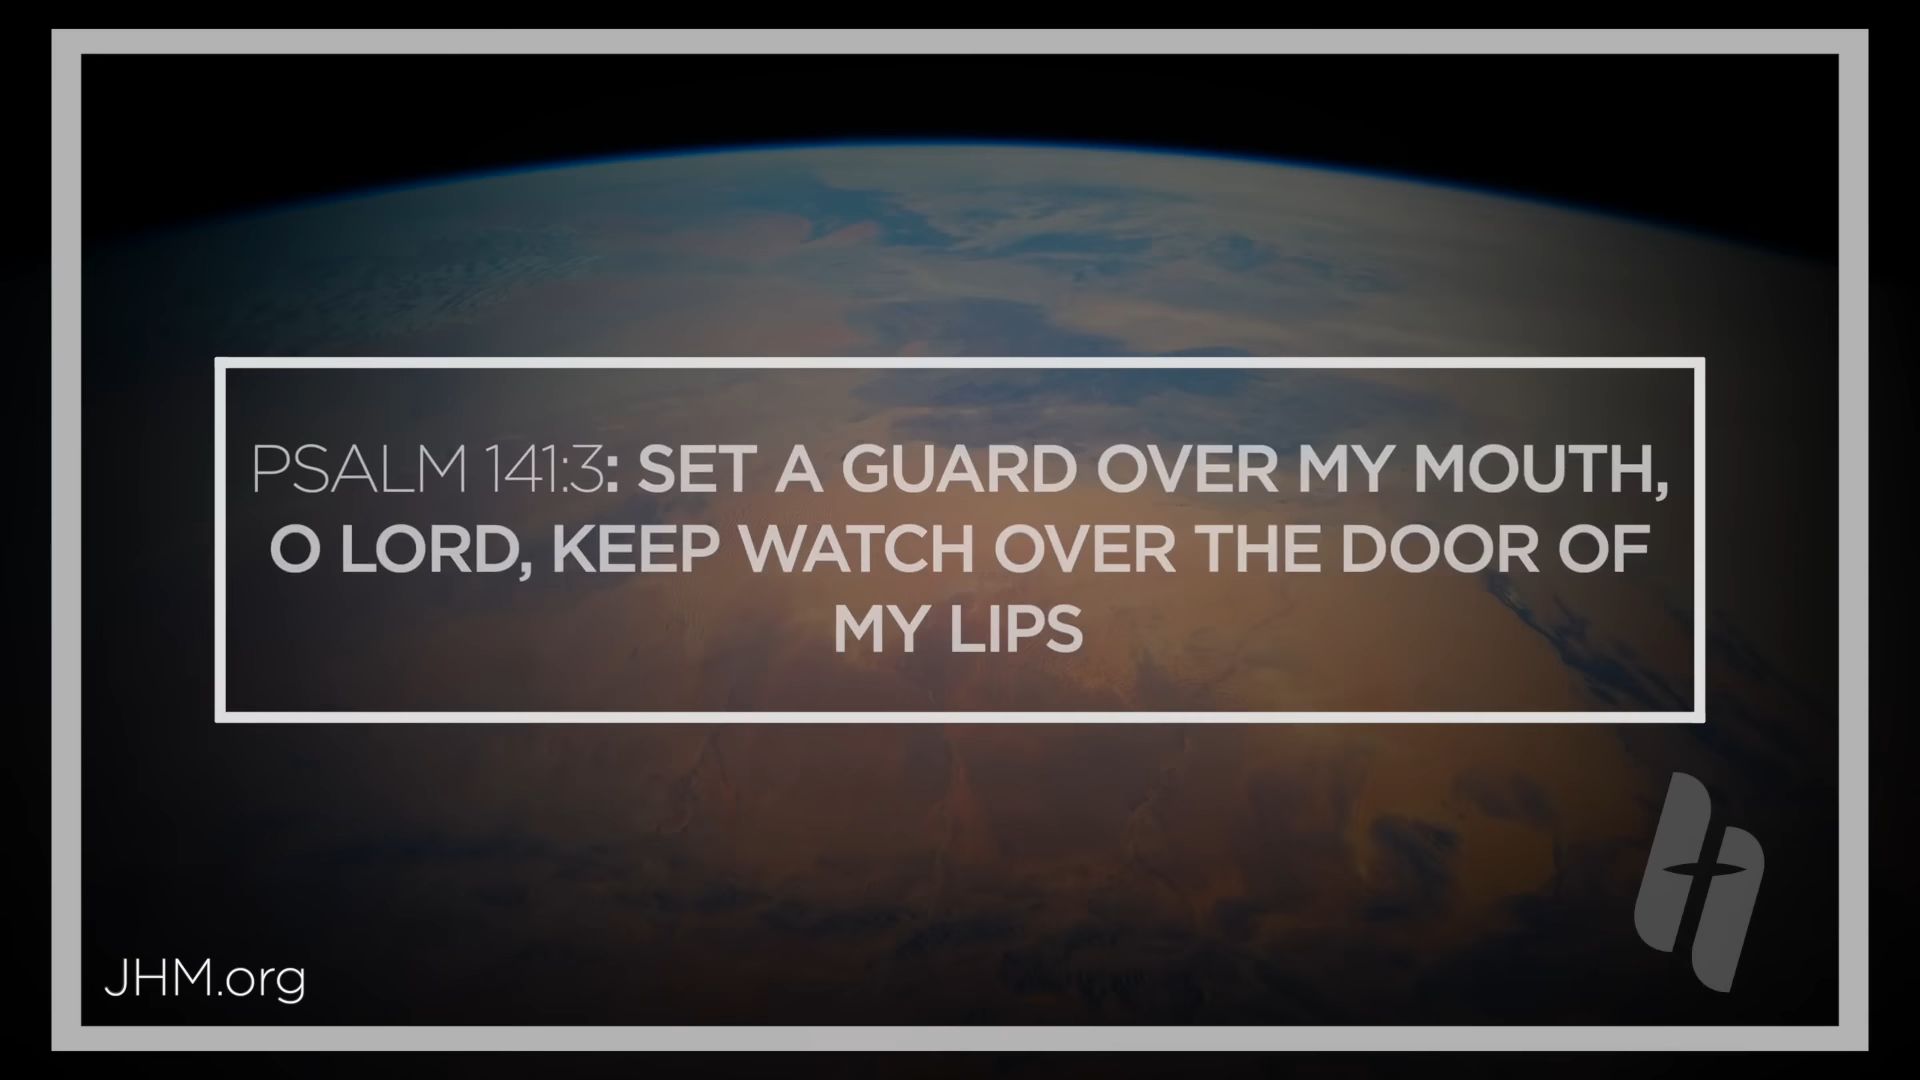 PSALM 141:3: SET A GUARD OVER MY MOUTH,
O LORD, KEEP WATCH OVER THE DOOR OF
MY LIPS
JHM.org